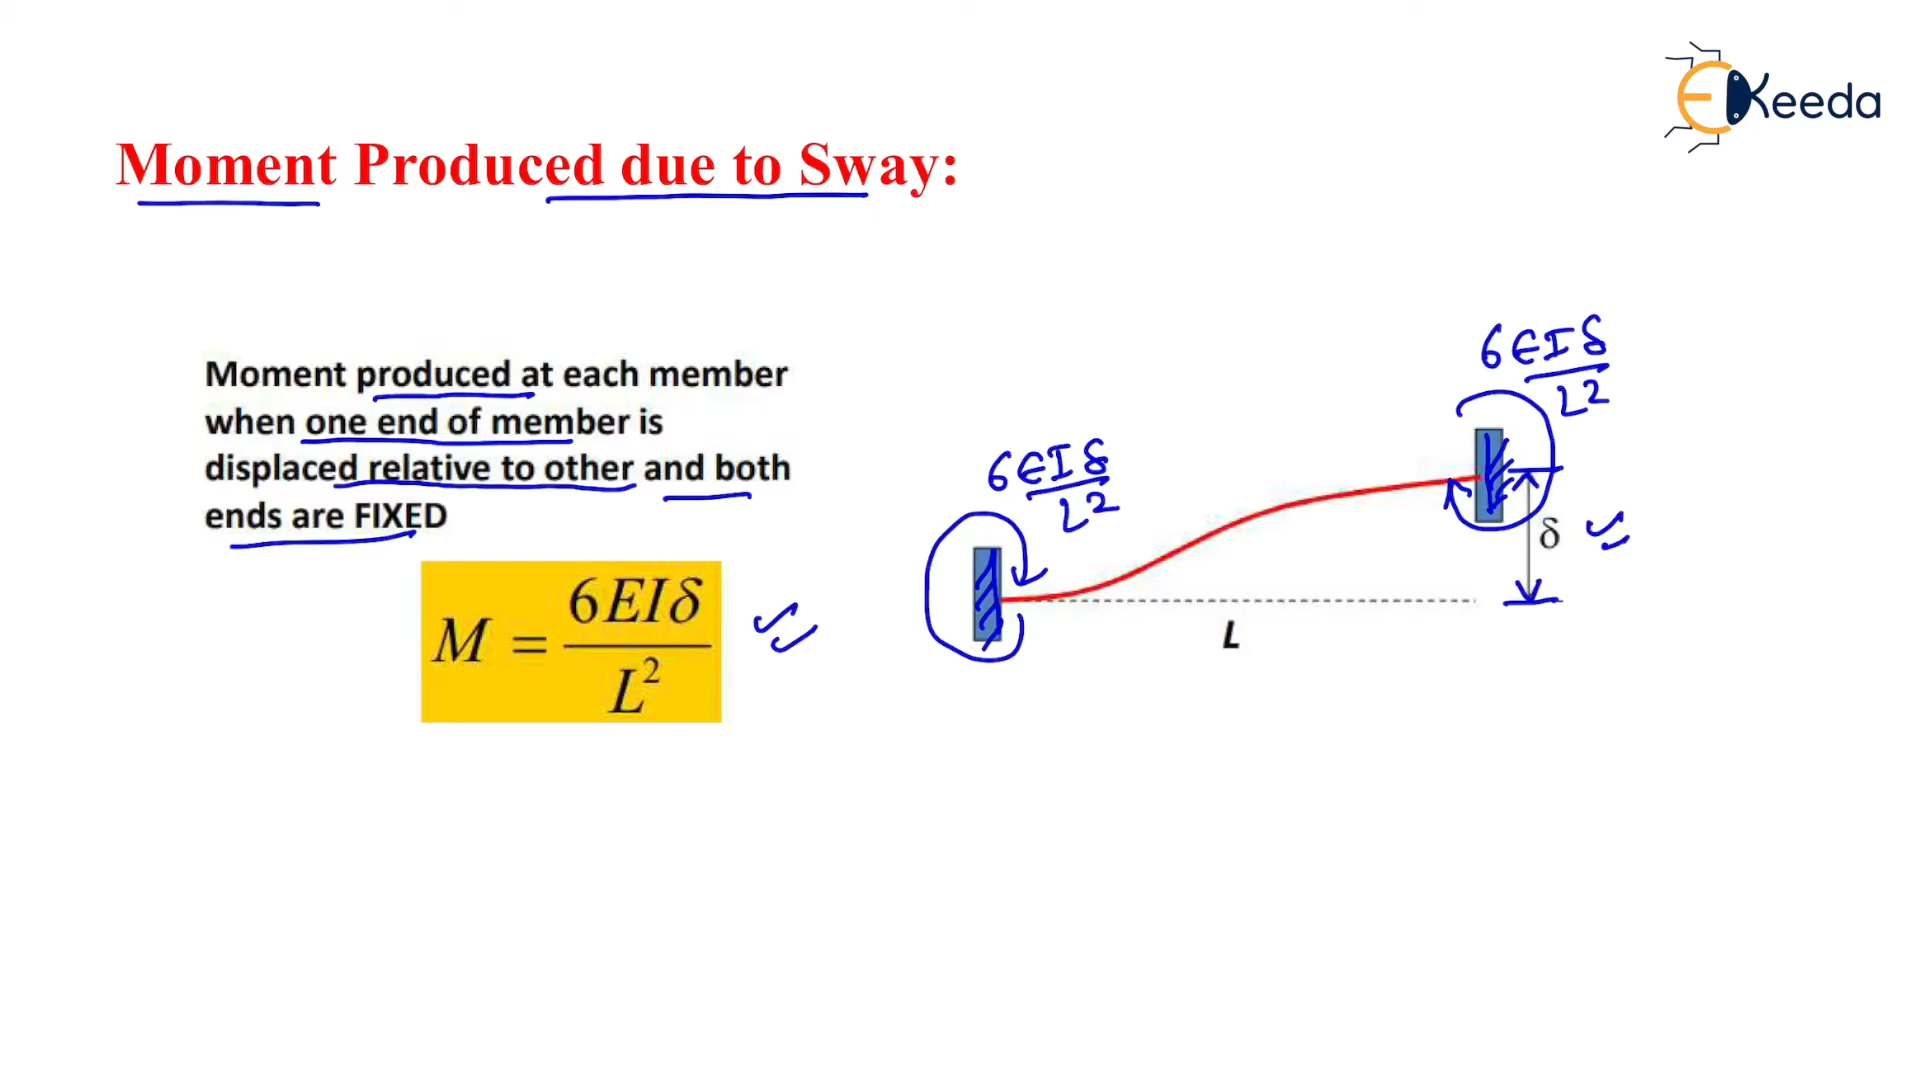 EKeeda
Moment Produced due to Sway:
Moment produced at each member
when one end of member is
displaced relative to other and both
ends are FIXED
M = 6EIδ / L²
6EIδ / L²
6EIδ / L²
δ
L